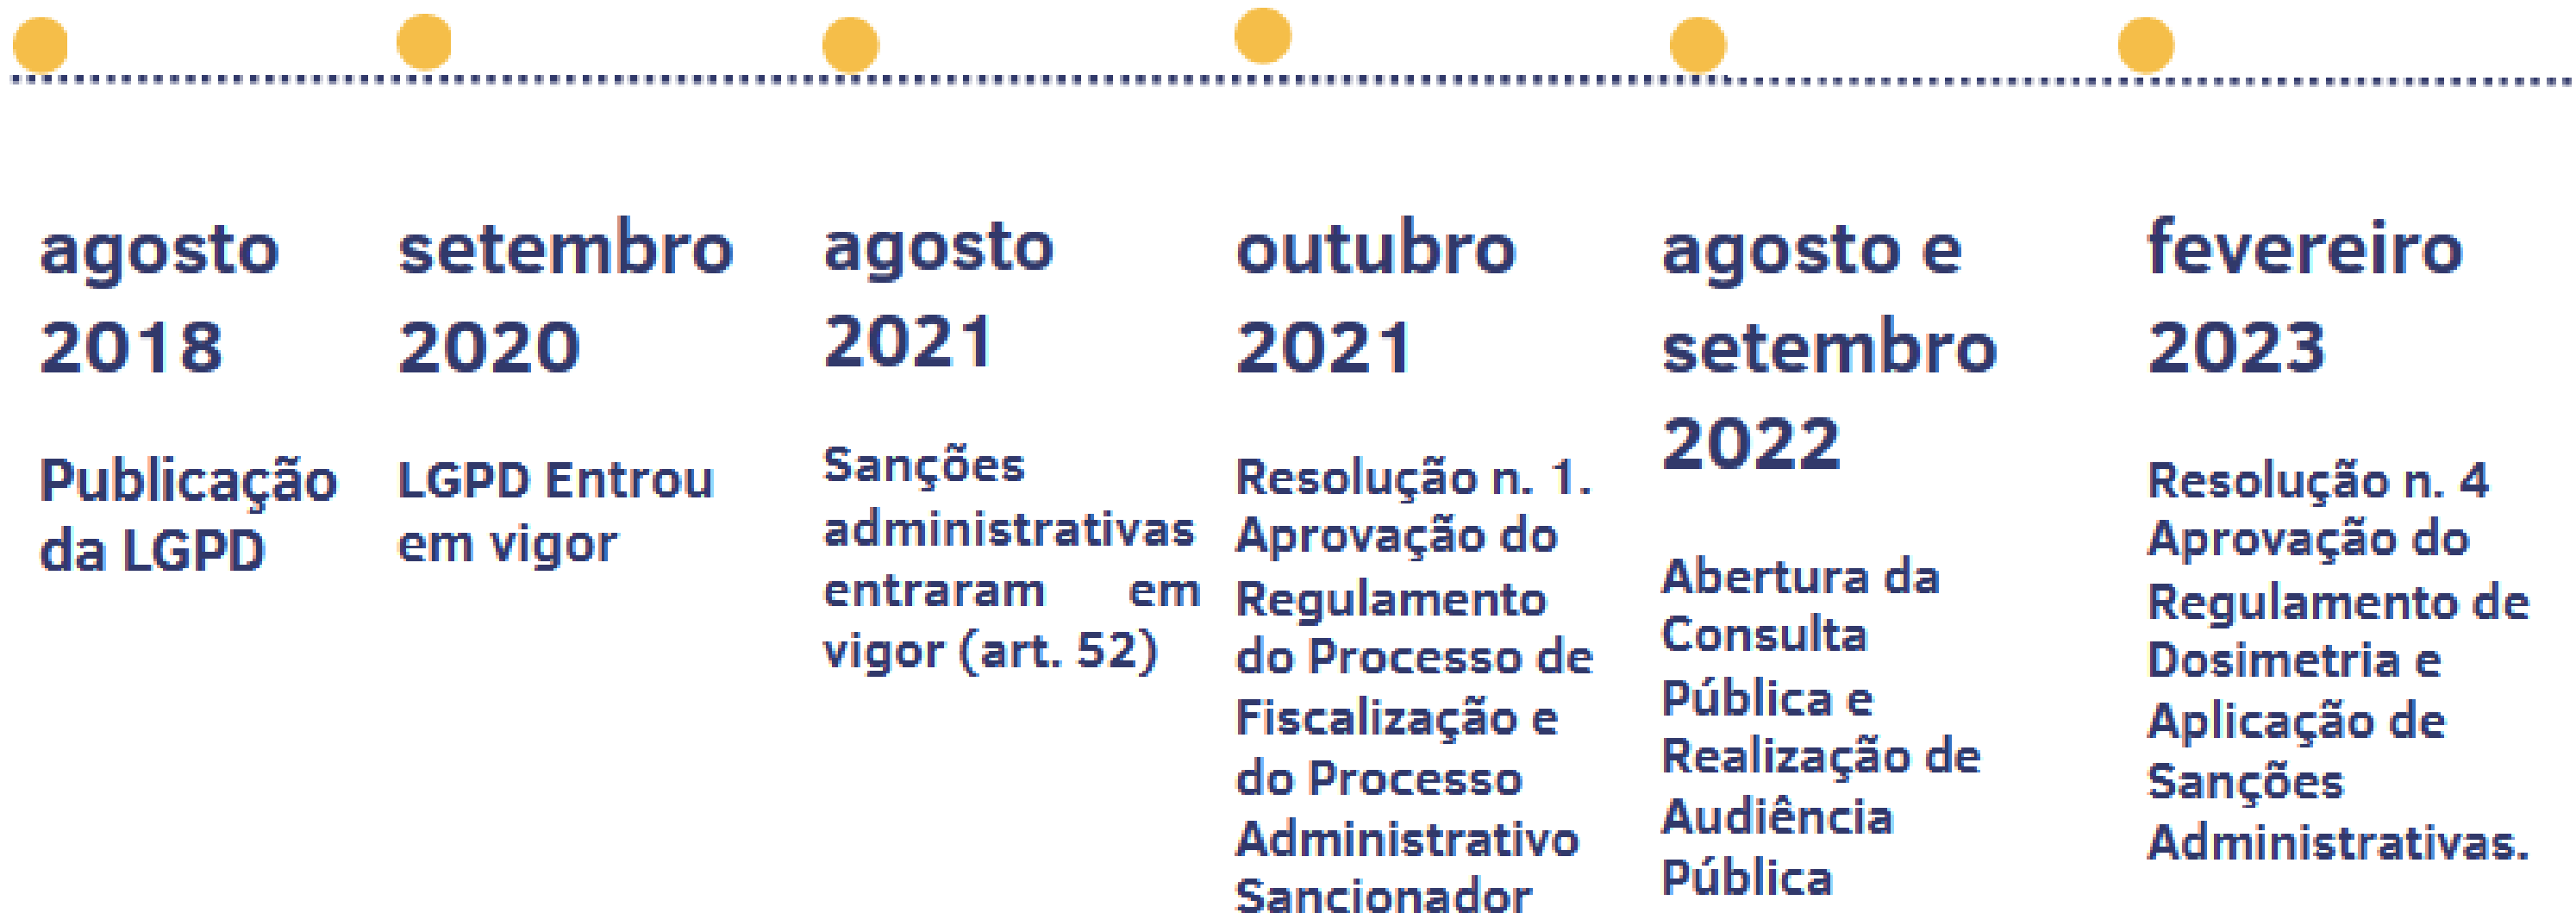 agosto
2018
Publicação
da LGPD
setembro
2020
LGPD Entrou
em vigor
agosto
2021
Sanções
administrativas
entraram em
vigor (art. 52)
outubro
2021
Resolução n. 1.
Aprovação do
Regulamento
do Processo de
Fiscalização e
do Processo
Administrativo
Sancionador
agosto e
setembro
2022
Abertura da
Consulta
Pública e
Realização de
Audiência
Pública
fevereiro
2023
Resolução n. 4
Aprovação do
Regulamento de
Dosimetria e
Aplicação de
Sanções
Administrativas.